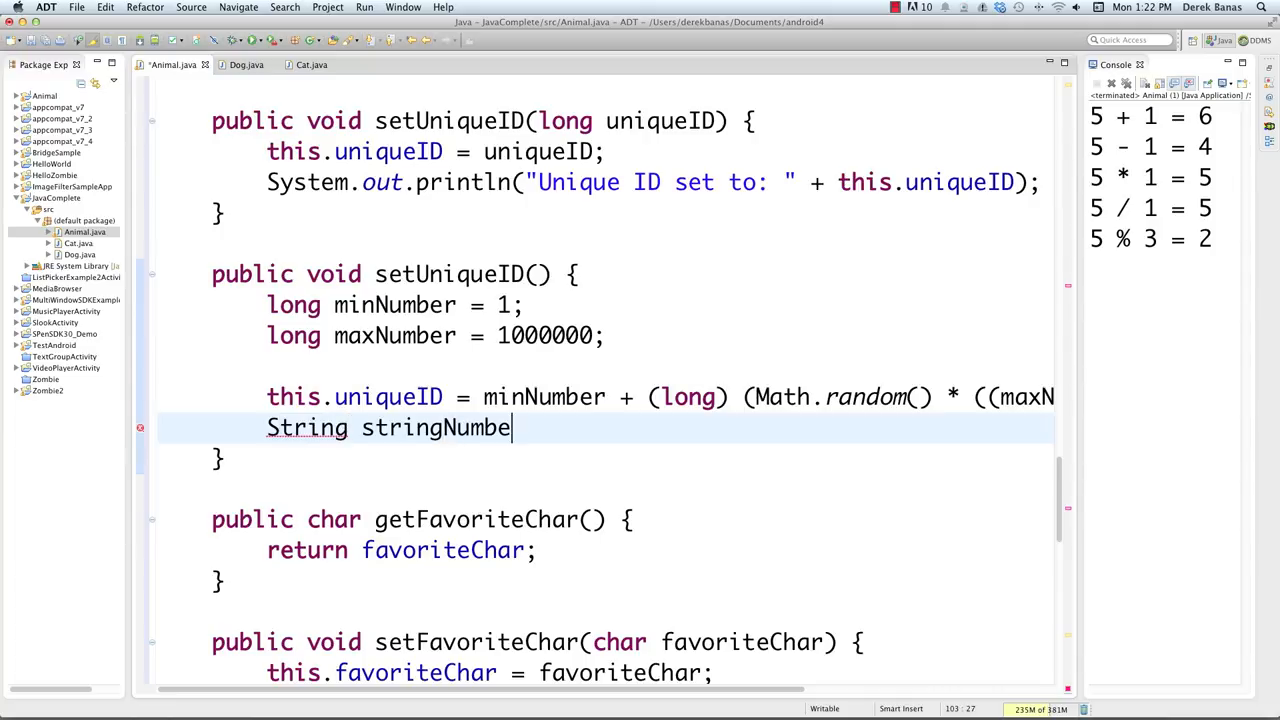 ADT File Edit Refactor Source Navigate Search Project Run Window Help 10 Mon 1:22 PM Derek Banas
Java – JavaComplete/src/Animal.java – ADT – /Users/derekbanas/Documents/android4
Quick Access Java DDMS
Package Exp
Animal
appcompat_v7
appcompat_v7_2
appcompat_v7_3
appcompat_v7_4
BridgeSample
HelloWorld
HelloZombie
ImageFilterSampleApp
JavaComplete
src
(default package)
Animal.java
Cat.java
Dog.java
JRE System Library [Ja
ListPickerExample2Activi
MediaBrowser
MultiWindowSDKExample
MusicPlayerActivity
SlookActivity
SPenSDK30_Demo
TestAndroid
TextGroupActivity
VideoPlayerActivity
Zombie
Zombie2
*Animal.java Dog.java Cat.java
public void setUniqueID(long uniqueID) {
this.uniqueID = uniqueID;
System.out.println("Unique ID set to: " + this.uniqueID);
}
public void setUniqueID() {
long minNumber = 1;
long maxNumber = 1000000;
this.uniqueID = minNumber + (long) (Math.random() * ((maxN
String stringNumbe
}
public char getFavoriteChar() {
return favoriteChar;
}
public void setFavoriteChar(char favoriteChar) {
this.favoriteChar = favoriteChar;
Console
<terminated> Animal (1) [Java Application] /S
5 + 1 = 6
5 - 1 = 4
5 * 1 = 5
5 / 1 = 5
5 % 3 = 2
Writable Smart Insert 103 : 27 235M of 381M